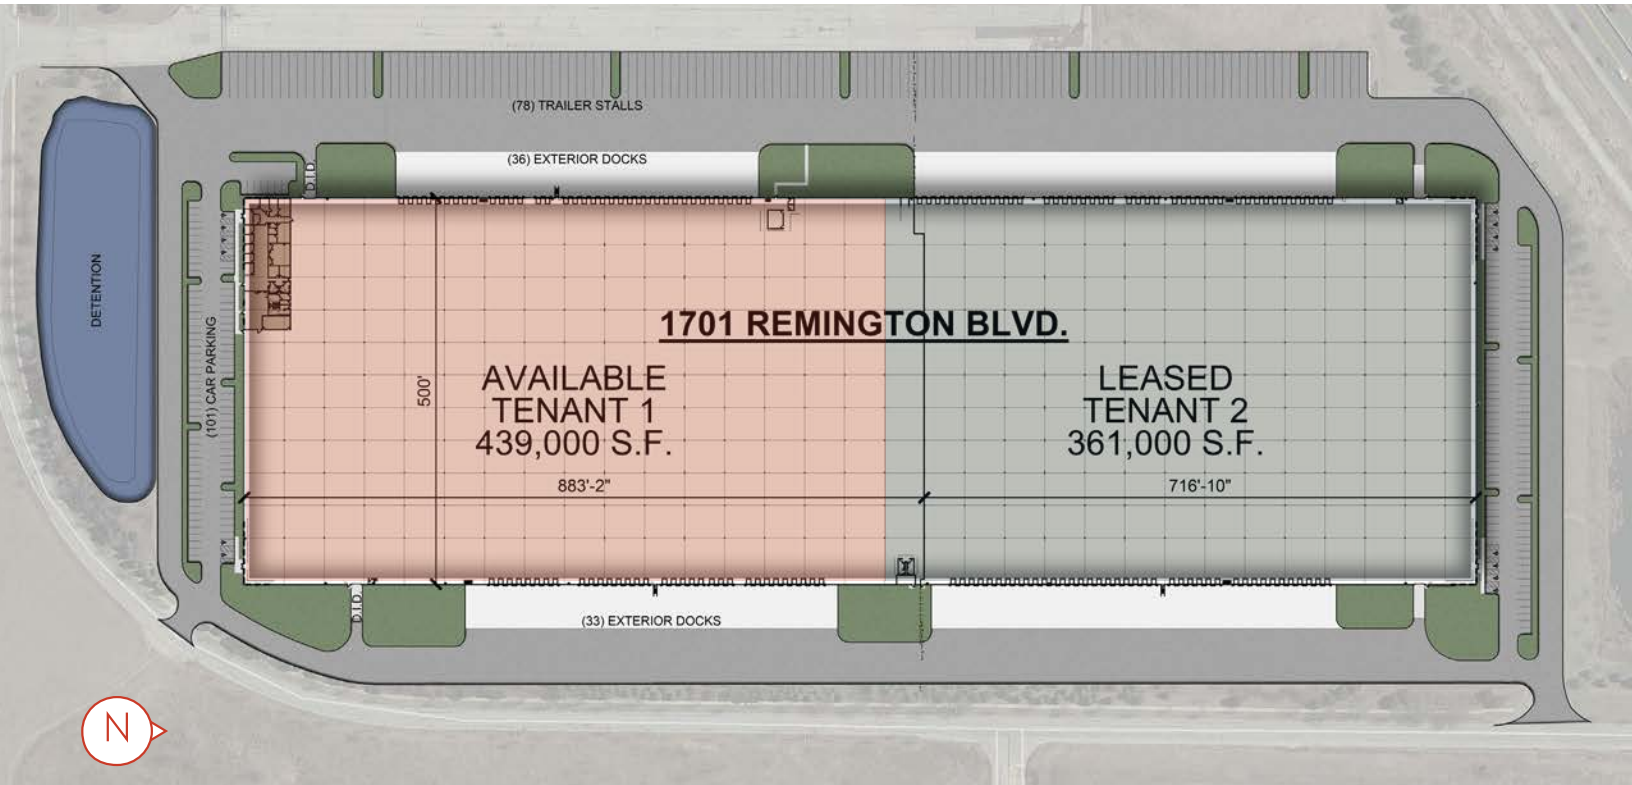 (78) TRAILER STALLS
(36) EXTERIOR DOCKS
D.I.D.
DETENTION
(101) CAR PARKING
1701 REMINGTON BLVD.
500'
AVAILABLE
TENANT 1
439,000 S.F.
883'-2"
LEASED
TENANT 2
361,000 S.F.
716'-10"
D.I.D.
(33) EXTERIOR DOCKS
N